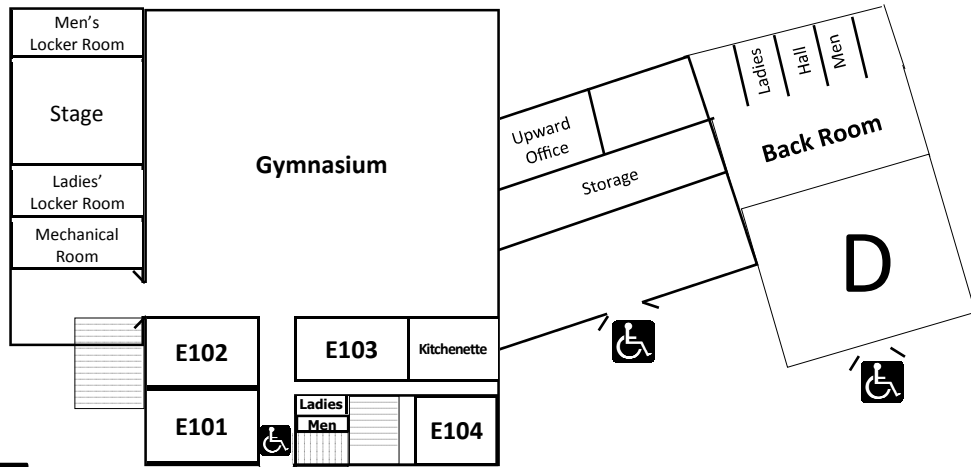 Men's
Locker Room
Stage
Ladies'
Locker Room
Mechanical
Room
Gymnasium
Upward
Office
Storage
Ladies
Hall
Men
Back Room
D
E102
E103
Kitchenette
E101
Ladies
Men
E104